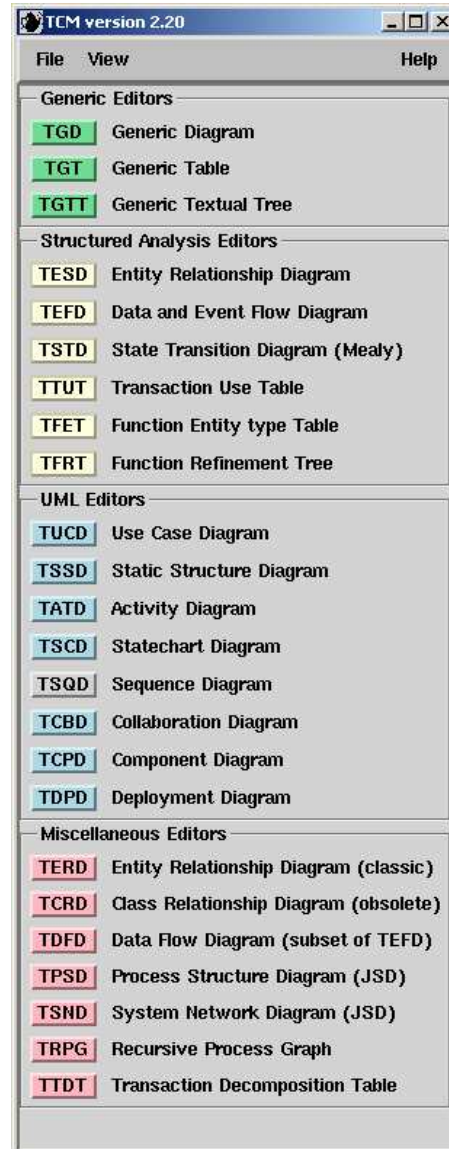 TCM version 2.20
File View Help
Generic Editors
TGD Generic Diagram
TGT Generic Table
TGTT Generic Textual Tree
Structured Analysis Editors
TESD Entity Relationship Diagram
TEFD Data and Event Flow Diagram
TSTD State Transition Diagram (Mealy)
TTUT Transaction Use Table
TFET Function Entity type Table
TFRT Function Refinement Tree
UML Editors
TUCD Use Case Diagram
TSSD Static Structure Diagram
TATD Activity Diagram
TSCD Statechart Diagram
TSQD Sequence Diagram
TCBD Collaboration Diagram
TCPD Component Diagram
TDPD Deployment Diagram
Miscellaneous Editors
TERD Entity Relationship Diagram (classic)
TCRD Class Relationship Diagram (obsolete)
TDFD Data Flow Diagram (subset of TEFD)
TPSD Process Structure Diagram (JSD)
TSND System Network Diagram (JSD)
TRPG Recursive Process Graph
TTDT Transaction Decomposition Table